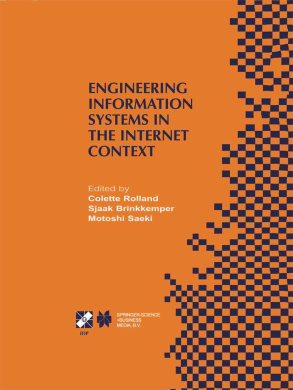 ENGINEERING
INFORMATION
SYSTEMS IN
THE INTERNET
CONTEXT
Edited by
Colette Rolland
Sjaak Brinkkemper
Motoshi Saeki
SPRINGER-SCIENCE
+BUSINESS
MEDIA, B.V.